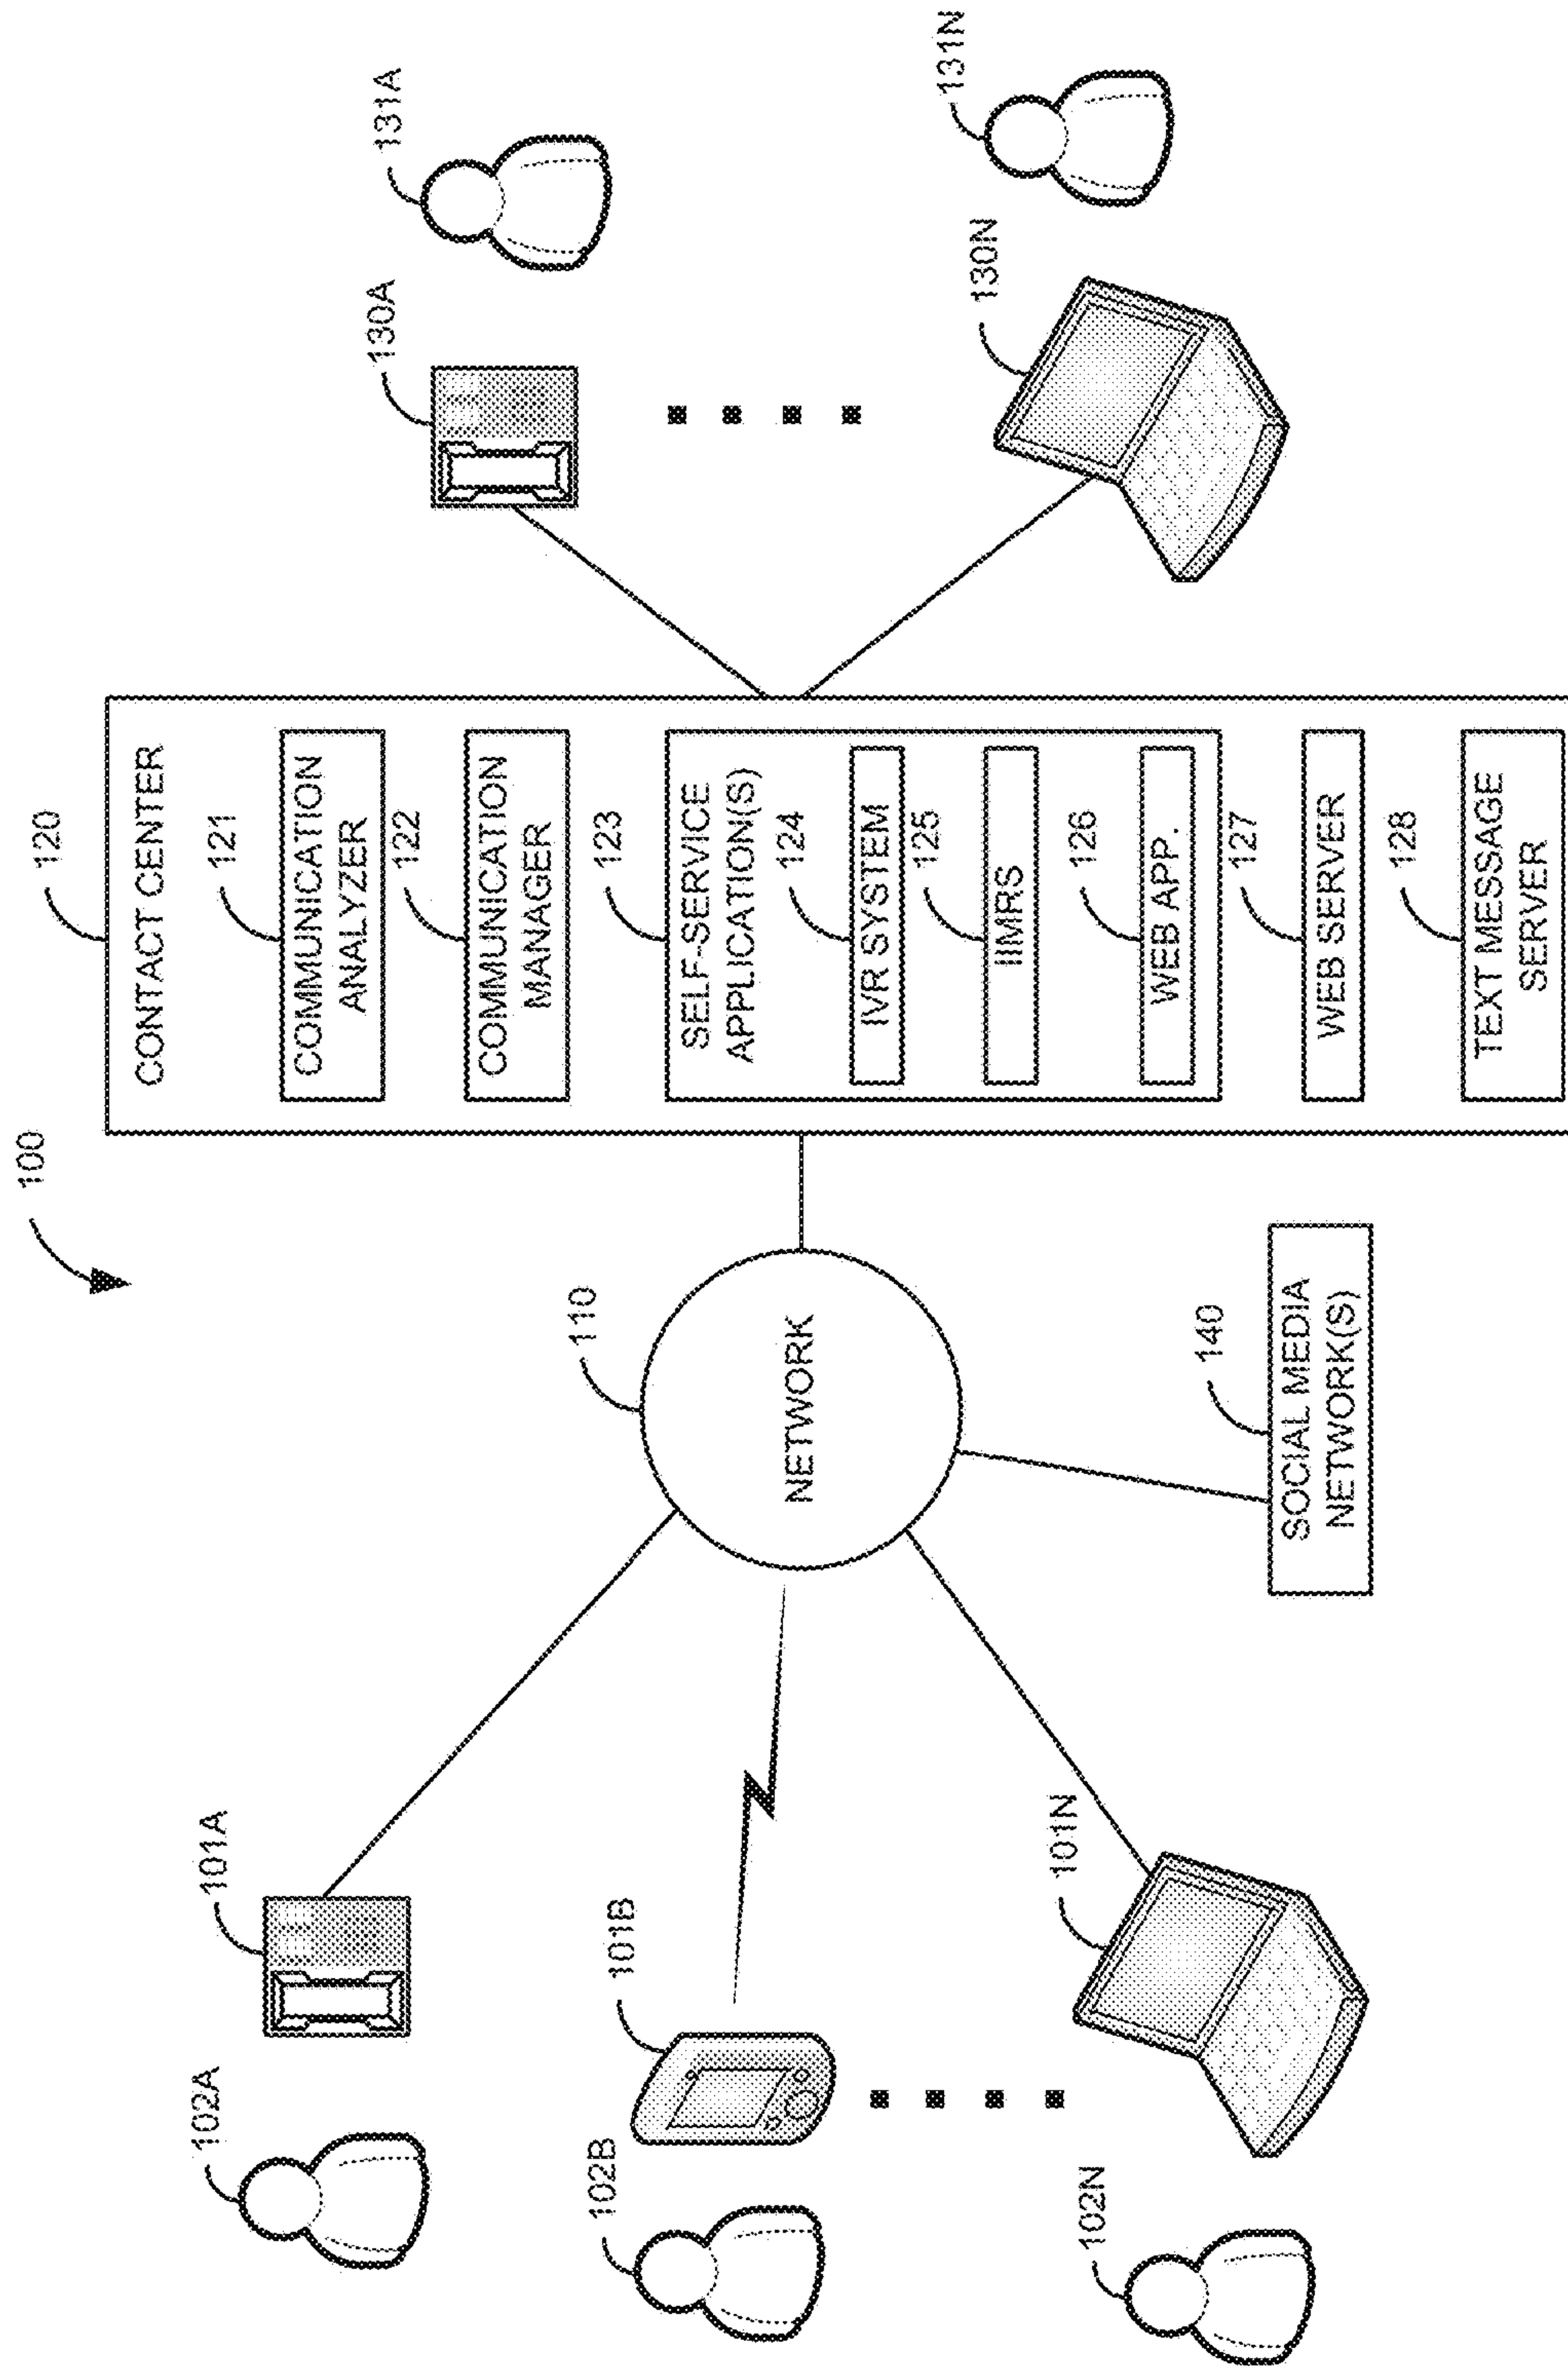 100
102A
101A
102B
101B
102N
101N
110
NETWORK
140
SOCIAL MEDIA
NETWORK(S)
120
CONTACT CENTER
121
COMMUNICATION
ANALYZER
122
COMMUNICATION
MANAGER
123
SELF-SERVICE
APPLICATION(S)
124
IVR SYSTEM
125
IIMRS
126
WEB APP.
127
WEB SERVER
128
TEXT MESSAGE
SERVER
130A
131A
130N
131N